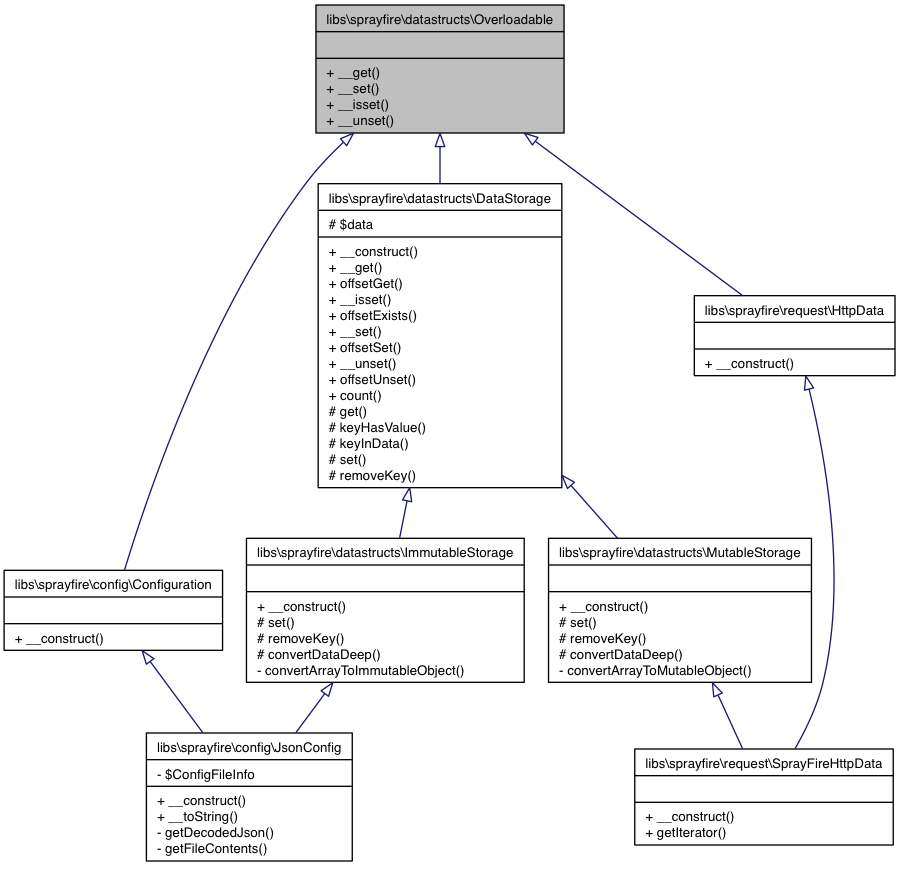 libs\sprayfire\datastructs\Overloadable
+ __get()
+ __set()
+ __isset()
+ __unset()
libs\sprayfire\datastructs\DataStorage
# $data
+ __construct()
+ __get()
+ offsetGet()
+ __isset()
+ offsetExists()
+ __set()
+ offsetSet()
+ __unset()
+ offsetUnset()
+ count()
# get()
# keyHasValue()
# keyInData()
# set()
# removeKey()
libs\sprayfire\request\HttpData
+ __construct()
libs\sprayfire\config\Configuration
+ __construct()
libs\sprayfire\datastructs\ImmutableStorage
+ __construct()
# set()
# removeKey()
# convertDataDeep()
- convertArrayToImmutableObject()
libs\sprayfire\datastructs\MutableStorage
+ __construct()
# set()
# removeKey()
# convertDataDeep()
- convertArrayToMutableObject()
libs\sprayfire\config\JsonConfig
- $ConfigFileInfo
+ __construct()
+ __toString()
- getDecodedJson()
- getFileContents()
libs\sprayfire\request\SprayFireHttpData
+ __construct()
+ getIterator()